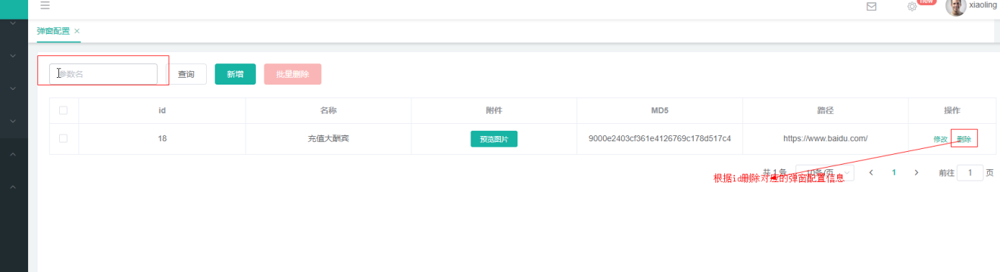 new
xiaoling
弹窗配置
参数名 查询 新增 批量删除
id 名称 附件 MD5 路径 操作
18 充值大酬宾 预览图片 9000e2403cf361e4126769c178d517c4 https://www.baidu.com/ 修改 删除
共 1 条 10条/页 1 前往 1 页
根据id删除对应的弹窗配置信息